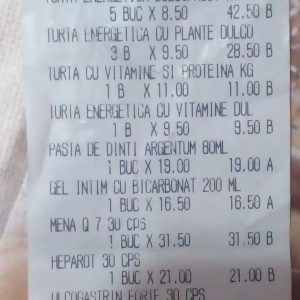 TURTA ENERGETICA
5 BUC X 8.50 42.50 B
TURTA ENERGETICA CU PLANTE DULCO
3 B X 9.50 28.50 B
TURTA CU VITAMINE SI PROTEINA KG
1 B X 11.00 11.00 B
TURTA ENERGETICA CU VITAMINE DUL
1 B X 9.50 9.50 B
PASTA DE DINTI ARGENTUM 80ML
1 BUC X 19.00 19.00 A
GEL INTIM CU BICARBONAT 200 ML
1 BUC X 16.50 16.50 A
MENA Q 7 30 CPS
1 BUC X 31.50 31.50 B
HEPAROT 30 CPS
1 BUC X 21.00 21.00 B
ULCOGASTRIN FORTE 30 CPS